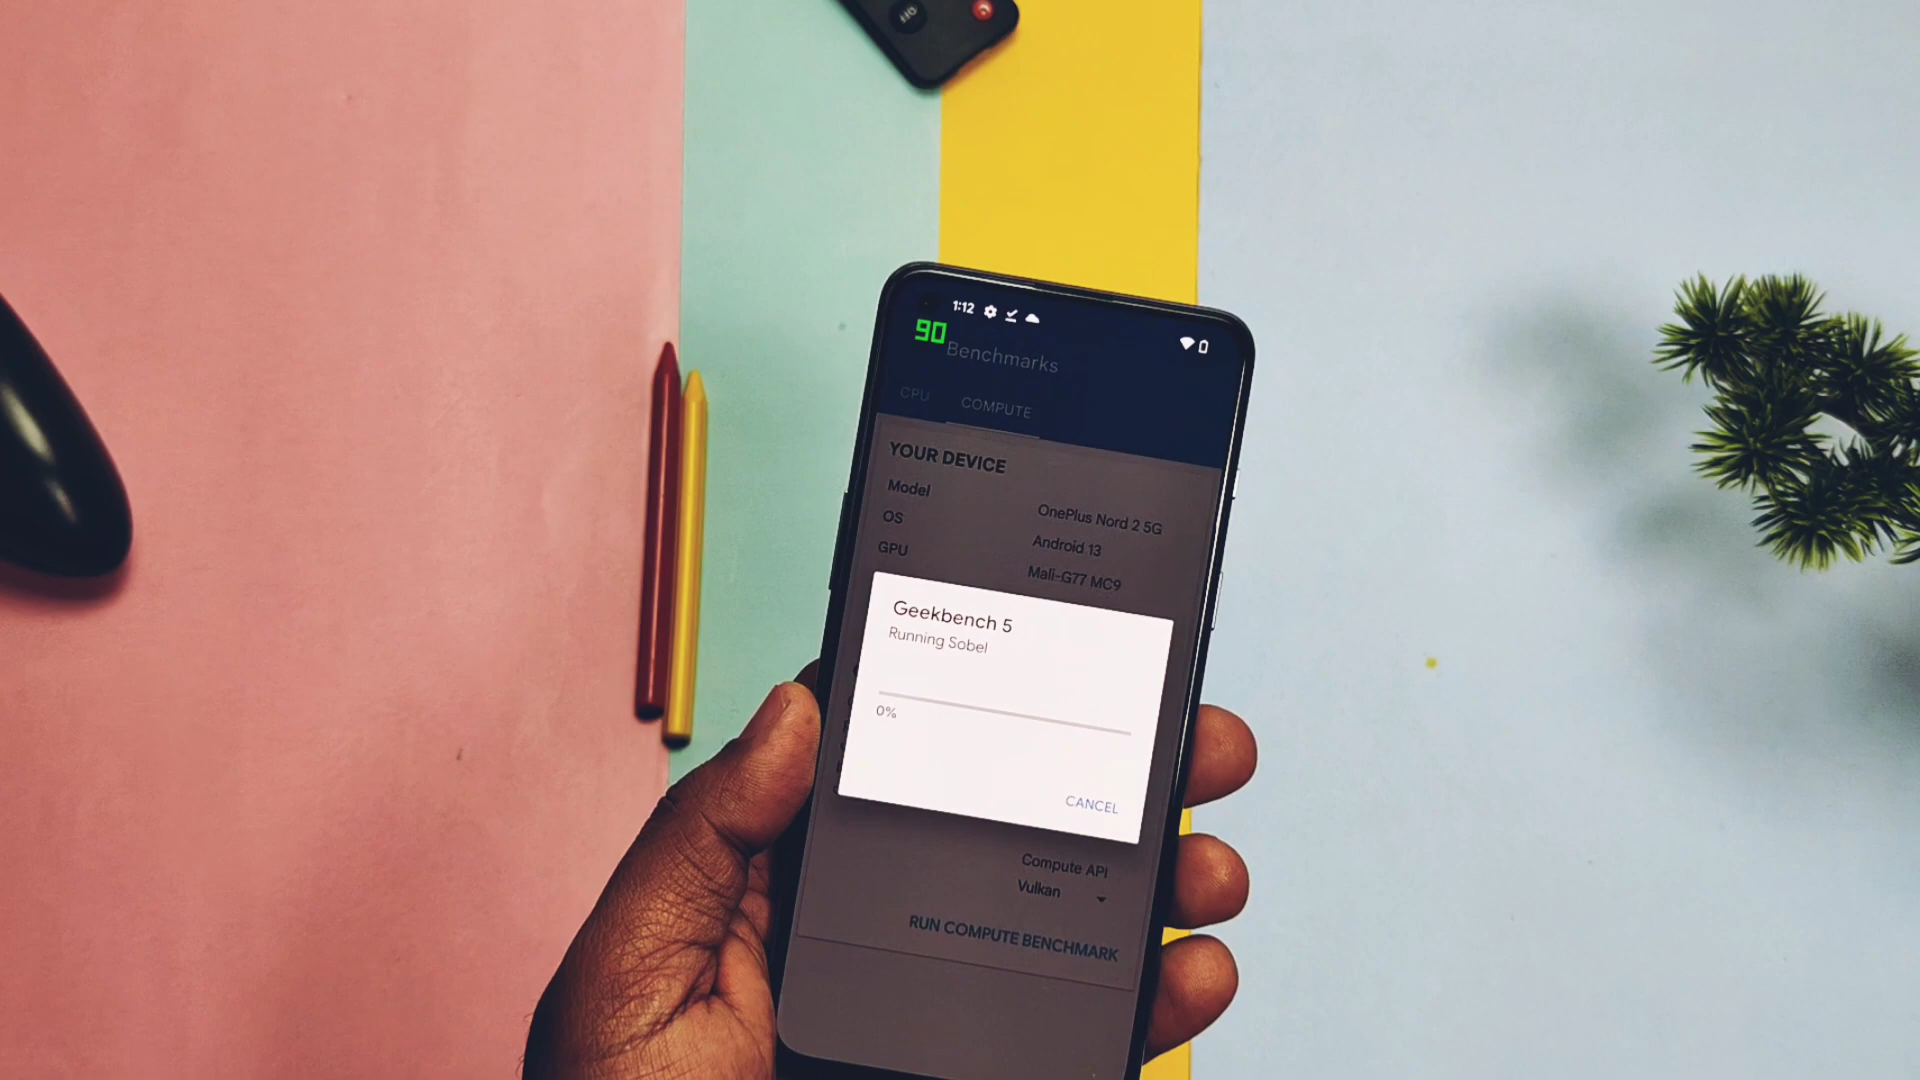 1:12
90
Benchmarks
CPU COMPUTE
YOUR DEVICE
Model OnePlus Nord 2 5G
OS Android 13
GPU Mali-G77 MC9
Geekbench 5
Running Sobel
0%
CANCEL
Compute API
Vulkan
RUN COMPUTE BENCHMARK